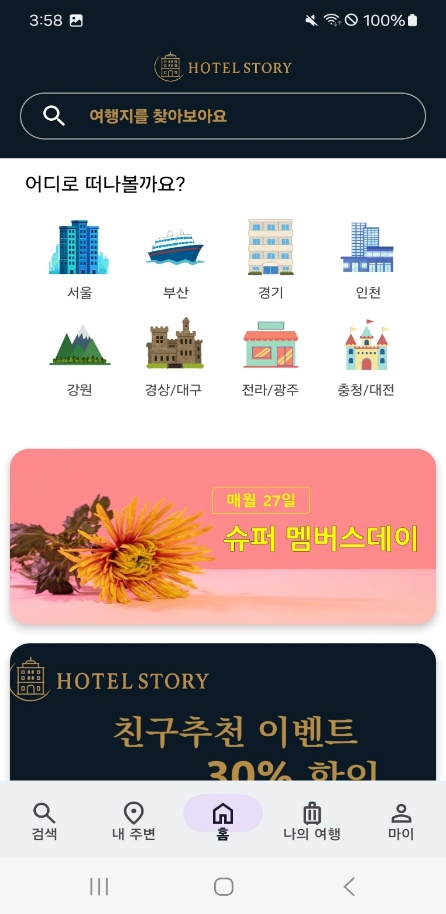 3:58
100%
HOTEL STORY
여행지를 찾아보아요
어디로 떠나볼까요?
서울
부산
경기
인천
강원
경상/대구
전라/광주
충청/대전
매월 27일
슈퍼 멤버스데이
HOTEL STORY
친구추천 이벤트
30% 할인
검색
내 주변
홈
나의 여행
마이